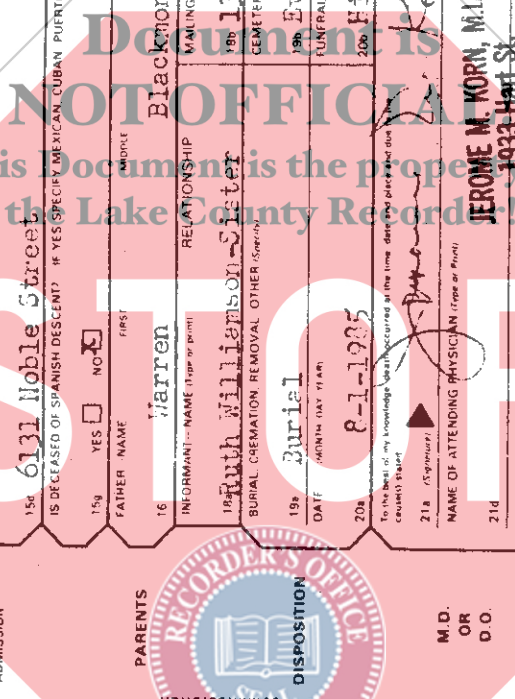 ADMISSION
15d 6131 Noble Street
IS DECEASED OF SPANISH DESCENT? IF YES SPECIFY MEXICAN, CUBAN PUERT
15g YES NO X
PARENTS
FATHER NAME FIRST MIDDLE
16 Warren Blackmor
INFORMANT - NAME (Type or print) RELATIONSHIP MAILING
18a Ruth Williamson-Sister 18b
DISPOSITION
BURIAL, CREMATION, REMOVAL, OTHER (Specify) CEMETER
19a Burial 19b
DATE (MONTH DAY YEAR) FUNERAL
20a 8-1-1985 20b
To the best of my knowledge death occurred at the time date and place and due to the
cause(s) stated
21a (Signature)
M.D.
OR
D.O.
NAME OF ATTENDING PHYSICIAN (Type or Print)
21d JEROME M. KORN, M.D
1933 Hart St.
Document is
NOT OFFICIAL
is Document is the property
the Lake County Recorder
STOP
RECORDER'S OFFICE